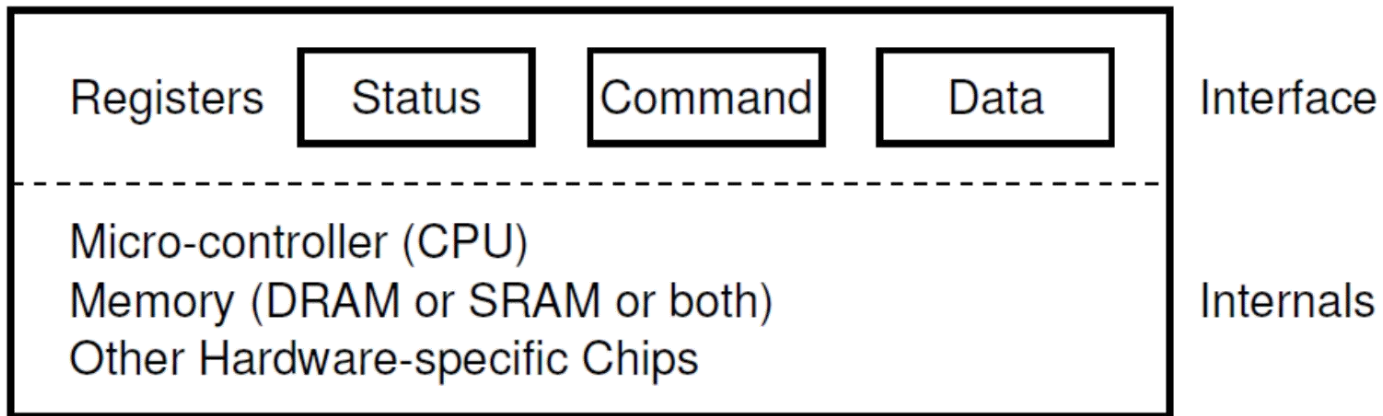 Registers Status Command Data Interface
Micro-controller (CPU)
Memory (DRAM or SRAM or both) Internals
Other Hardware-specific Chips